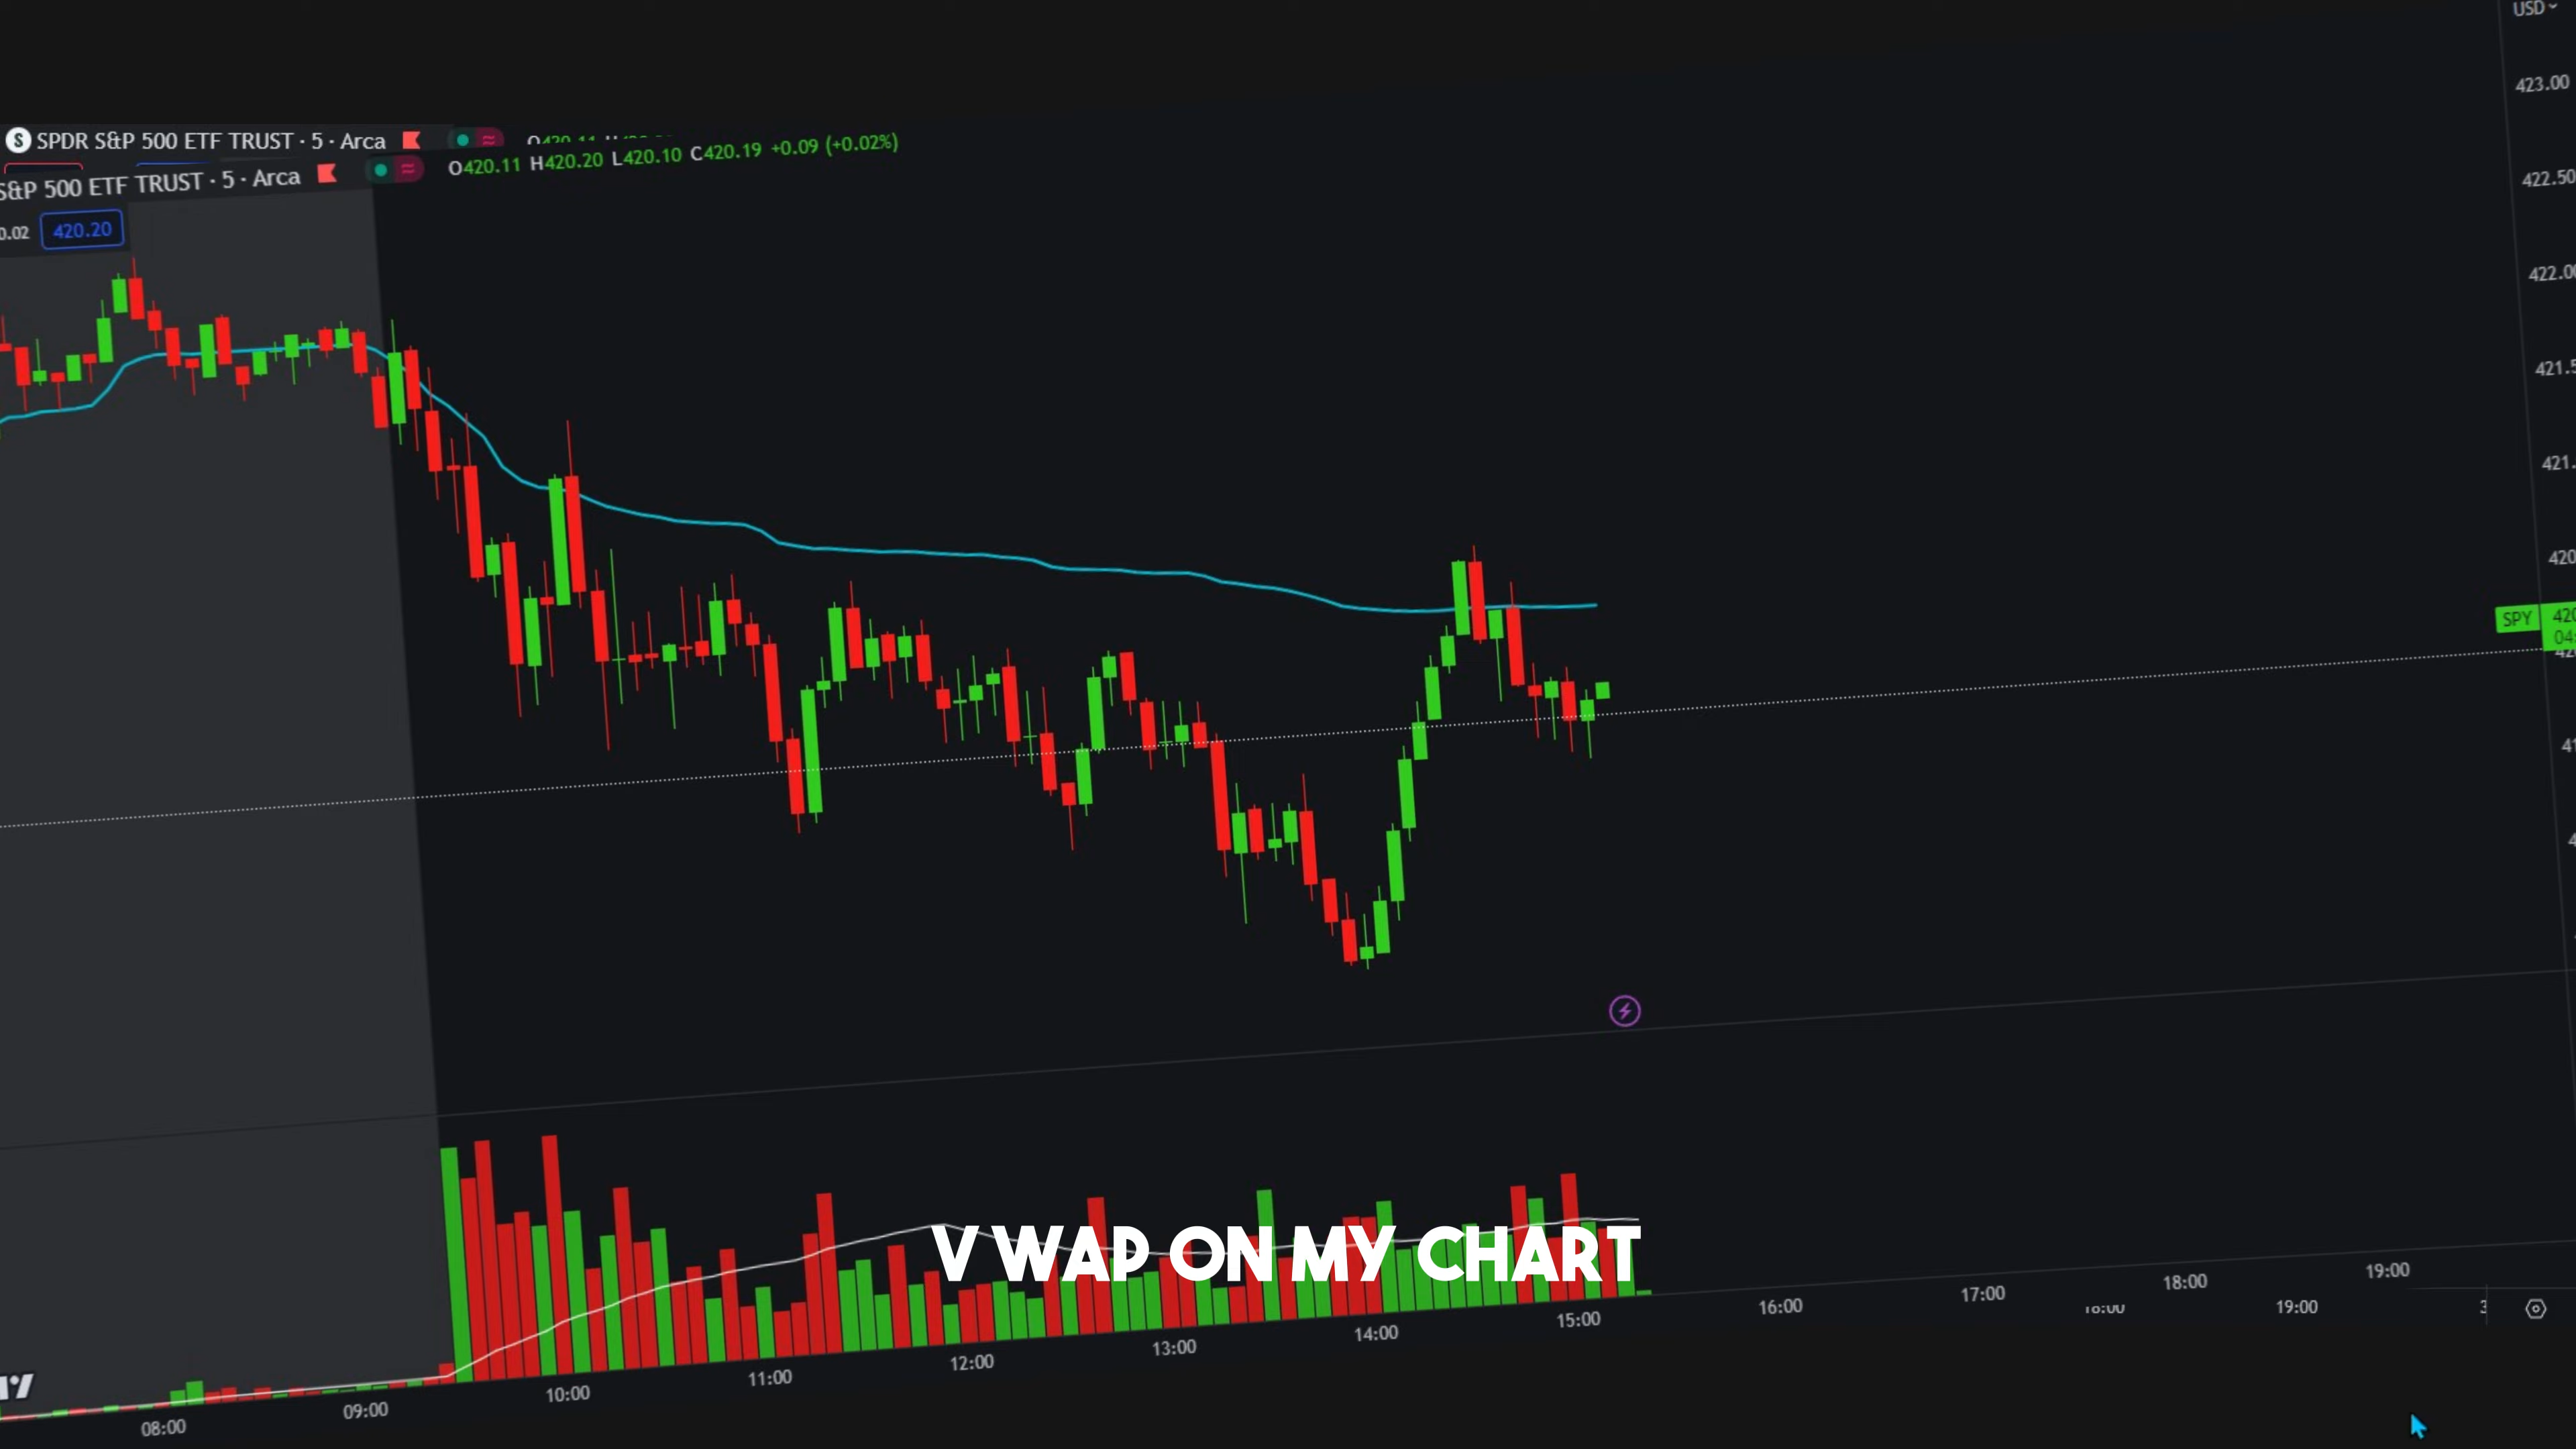 USD
423.00
SPDR S&P 500 ETF TRUST · 5 · Arca
S&P 500 ETF TRUST · 5 · Arca
O420.11 H420.20 L420.10 C420.19 +0.09 (+0.02%)
422.50
0.02 420.20
SPY
V WAP ON MY CHART
08:00 09:00 10:00 11:00 12:00 13:00 14:00 15:00 16:00 17:00 18:00 19:00
19:00